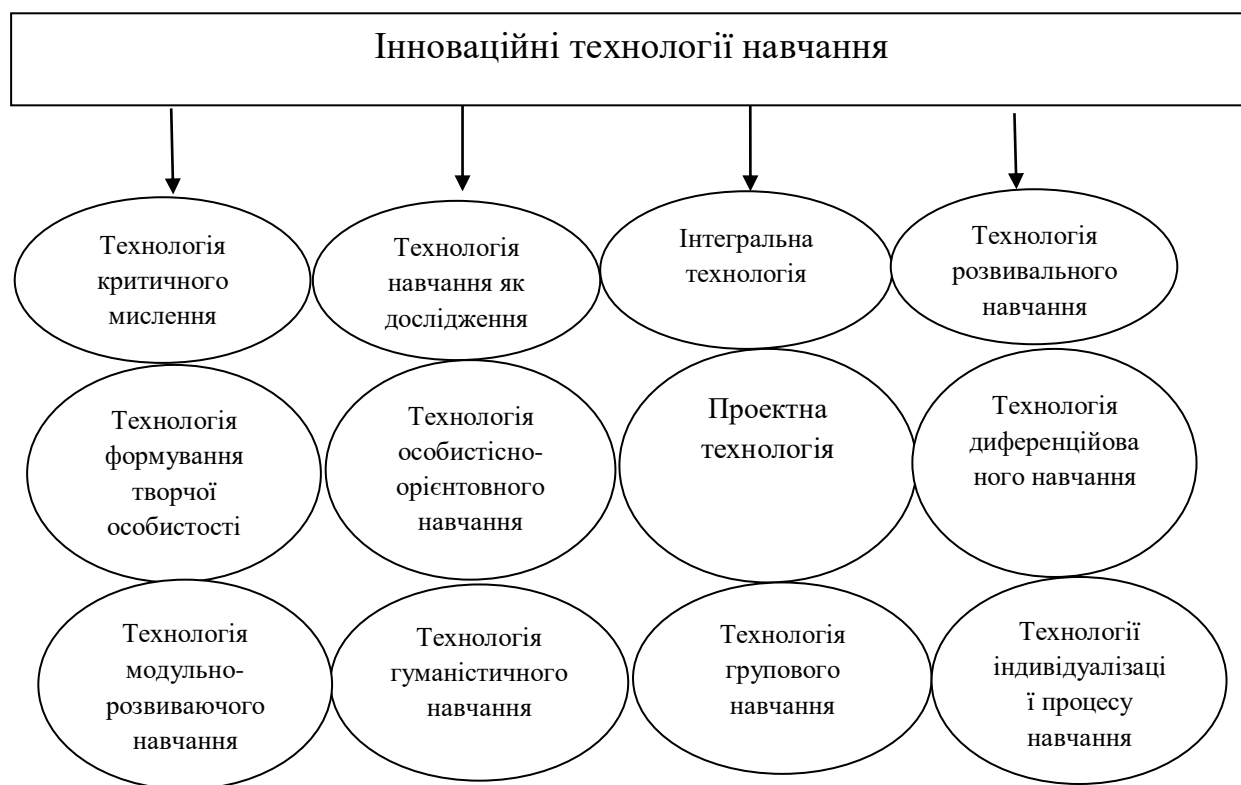 Інноваційні технології навчання
Технологія
критичного
мислення
Технологія
навчання як
дослідження
Інтегральна
технологія
Технологія
розвивального
навчання
Технологія
формування
творчої
особистості
Технологія
особистісно-
орієнтовного
навчання
Проектна
технологія
Технологія
диференційова
ного навчання
Технологія
модульно-
розвиваючого
навчання
Технологія
гуманістичного
навчання
Технологія
групового
навчання
Технології
індивідуалізаці
ї процесу
навчання